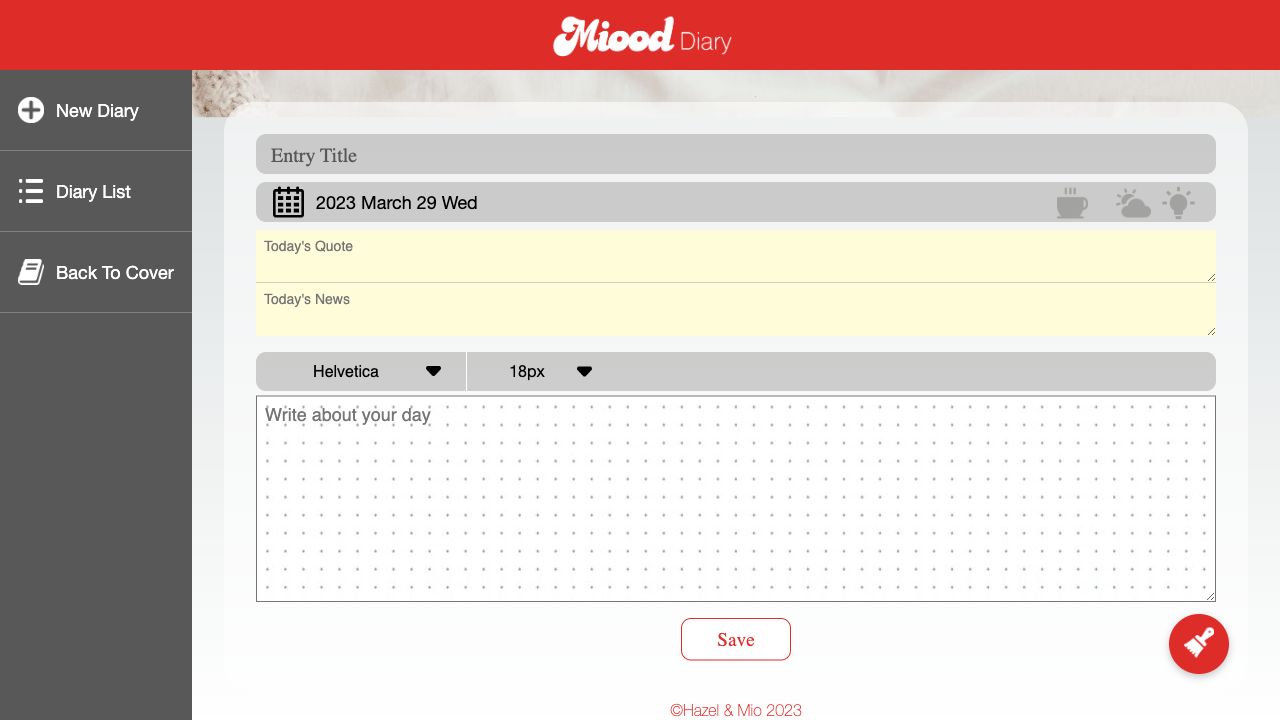 Miood Diary
New Diary
Diary List
Back To Cover
Entry Title
2023 March 29 Wed
Today's Quote
Today's News
Helvetica 18px
Write about your day
Save
©Hazel & Mio 2023